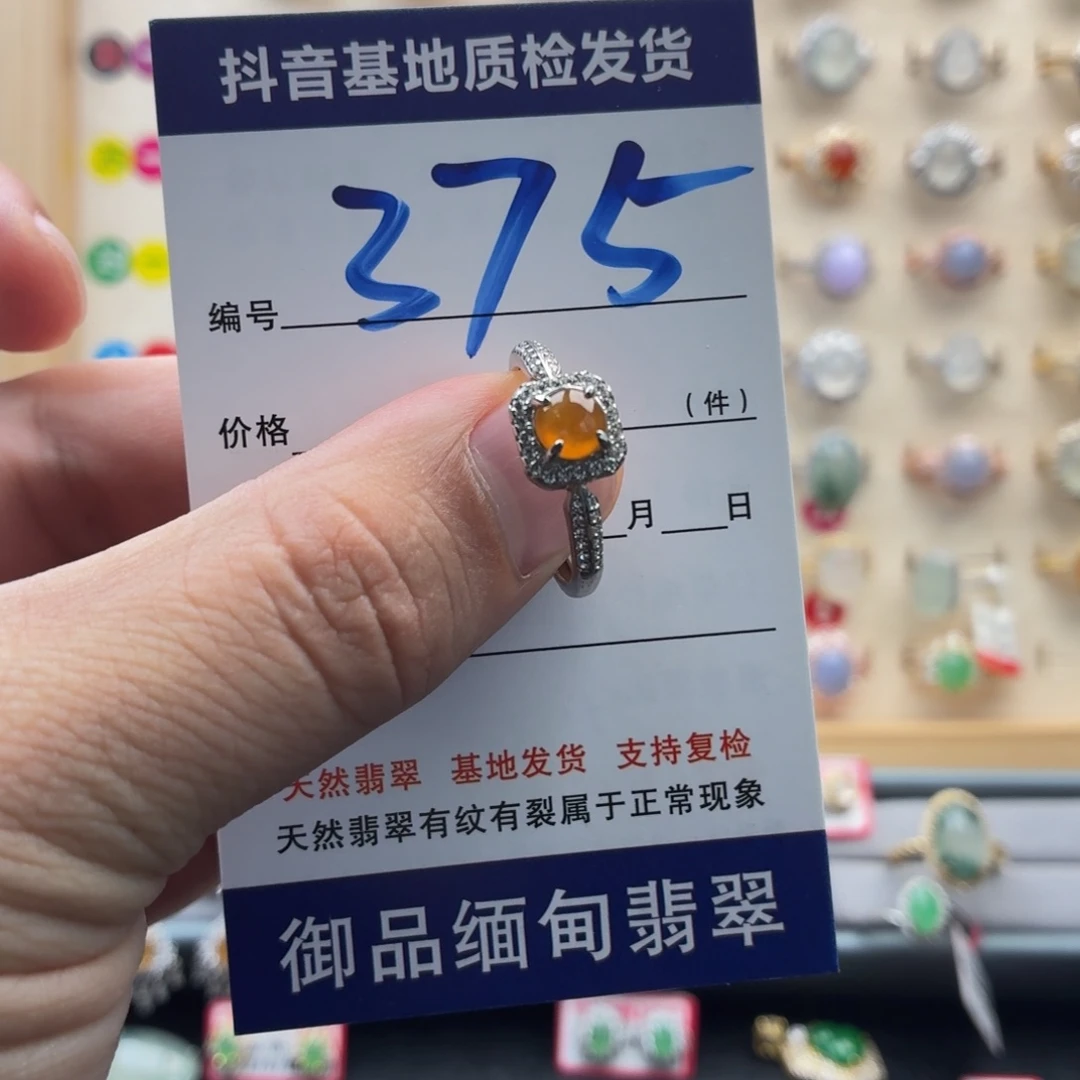 抖音基地质检发货
编号 375
价格 （件）
月 日
天然翡翠 基地发货 支持复检
天然翡翠有纹有裂属于正常现象
御品缅甸翡翠